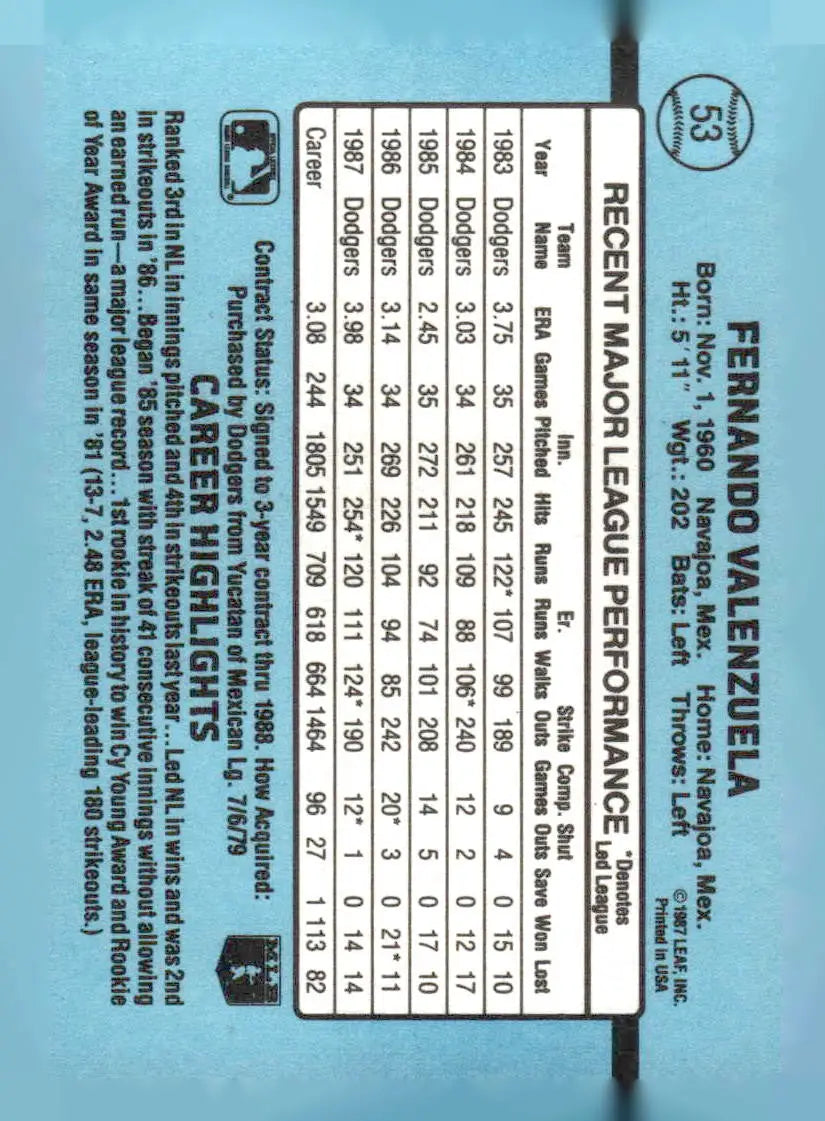 53
FERNANDO VALENZUELA
Born: Nov. 1, 1960 Navajoa, Mex. Home: Navajoa, Mex.
Ht.: 5'11" Wgt.: 202 Bats: Left Throws: Left
© 1987 LEAF, INC.
Printed in USA
RECENT MAJOR LEAGUE PERFORMANCE *Denotes Led League
Team Inn. Er. Strike Comp. Shut
Year Name ERA Games Pitched Hits Runs Runs Walks Outs Games Outs Save Won Lost
1983 Dodgers 3.75 35 257 245 122* 107 99 189 9 4 0 15 10
1984 Dodgers 3.03 34 261 218 109 88 106* 240 12 2 0 12 17
1985 Dodgers 2.45 35 272 211 92 74 101 208 14 5 0 17 10
1986 Dodgers 3.14 34 269 226 104 94 85 242 20* 3 0 21* 11
1987 Dodgers 3.98 34 251 254* 120 111 124* 190 12* 1 0 14 14
Career 3.08 244 1805 1549 709 618 664 1464 96 27 1 113 82
Contract Status: Signed to 3-year contract thru 1988. How Acquired:
Purchased by Dodgers from Yucatan of Mexican Lg. 7/6/79
MLB
CAREER HIGHLIGHTS
Ranked 3rd in NL in innings pitched and 4th in strikeouts last year...Led NL in wins and was 2nd
in strikeouts in '86...Began '85 season with streak of 41 consecutive innings without allowing
an earned run—a major league record...1st rookie in history to win Cy Young Award and Rookie
of Year Award in same season in '81 (13-7, 2.48 ERA, league-leading 180 strikeouts.)